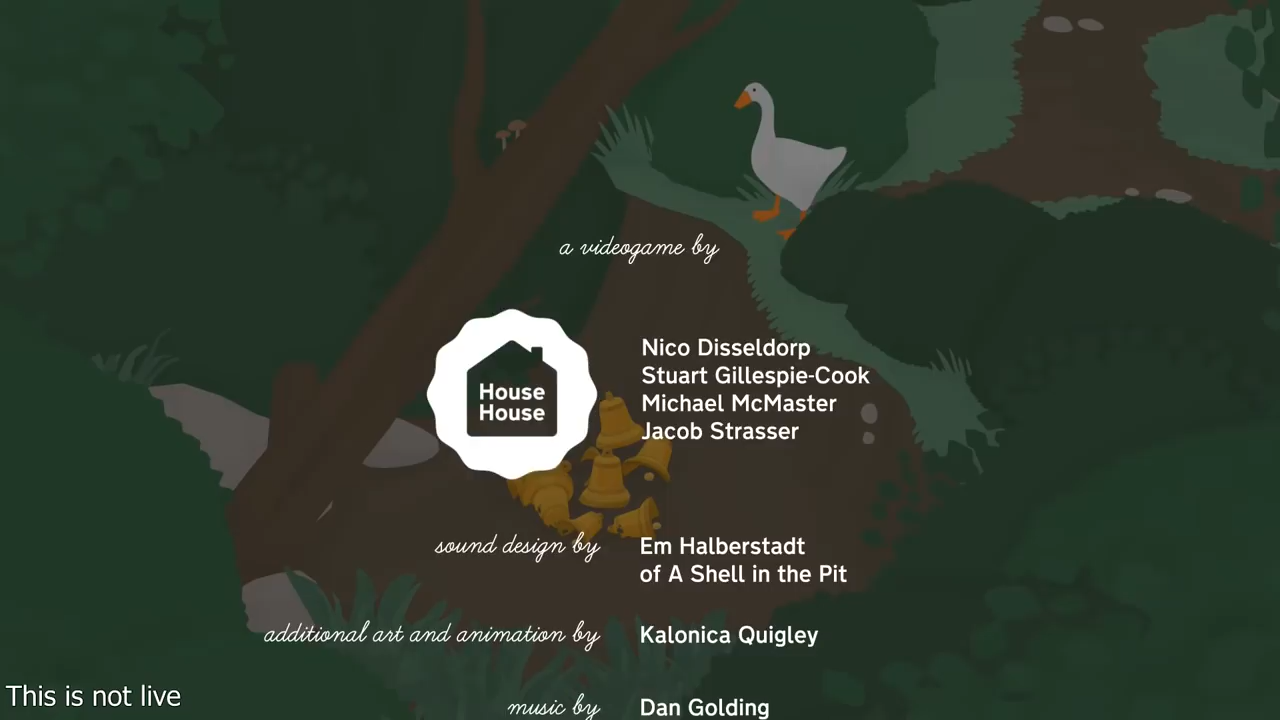 a videogame by
House
House
Nico Disseldorp
Stuart Gillespie-Cook
Michael McMaster
Jacob Strasser
sound design by
Em Halberstadt
of A Shell in the Pit
additional art and animation by
Kalonica Quigley
music by
Dan Golding
This is not live